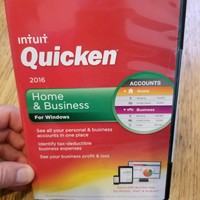 intuit
Quicken
2016
Home & Business
For Windows
ACCOUNTS
Home
Business
See all your personal & business
accounts in one place
Identify tax-deductible
business expenses
See your business profit & loss